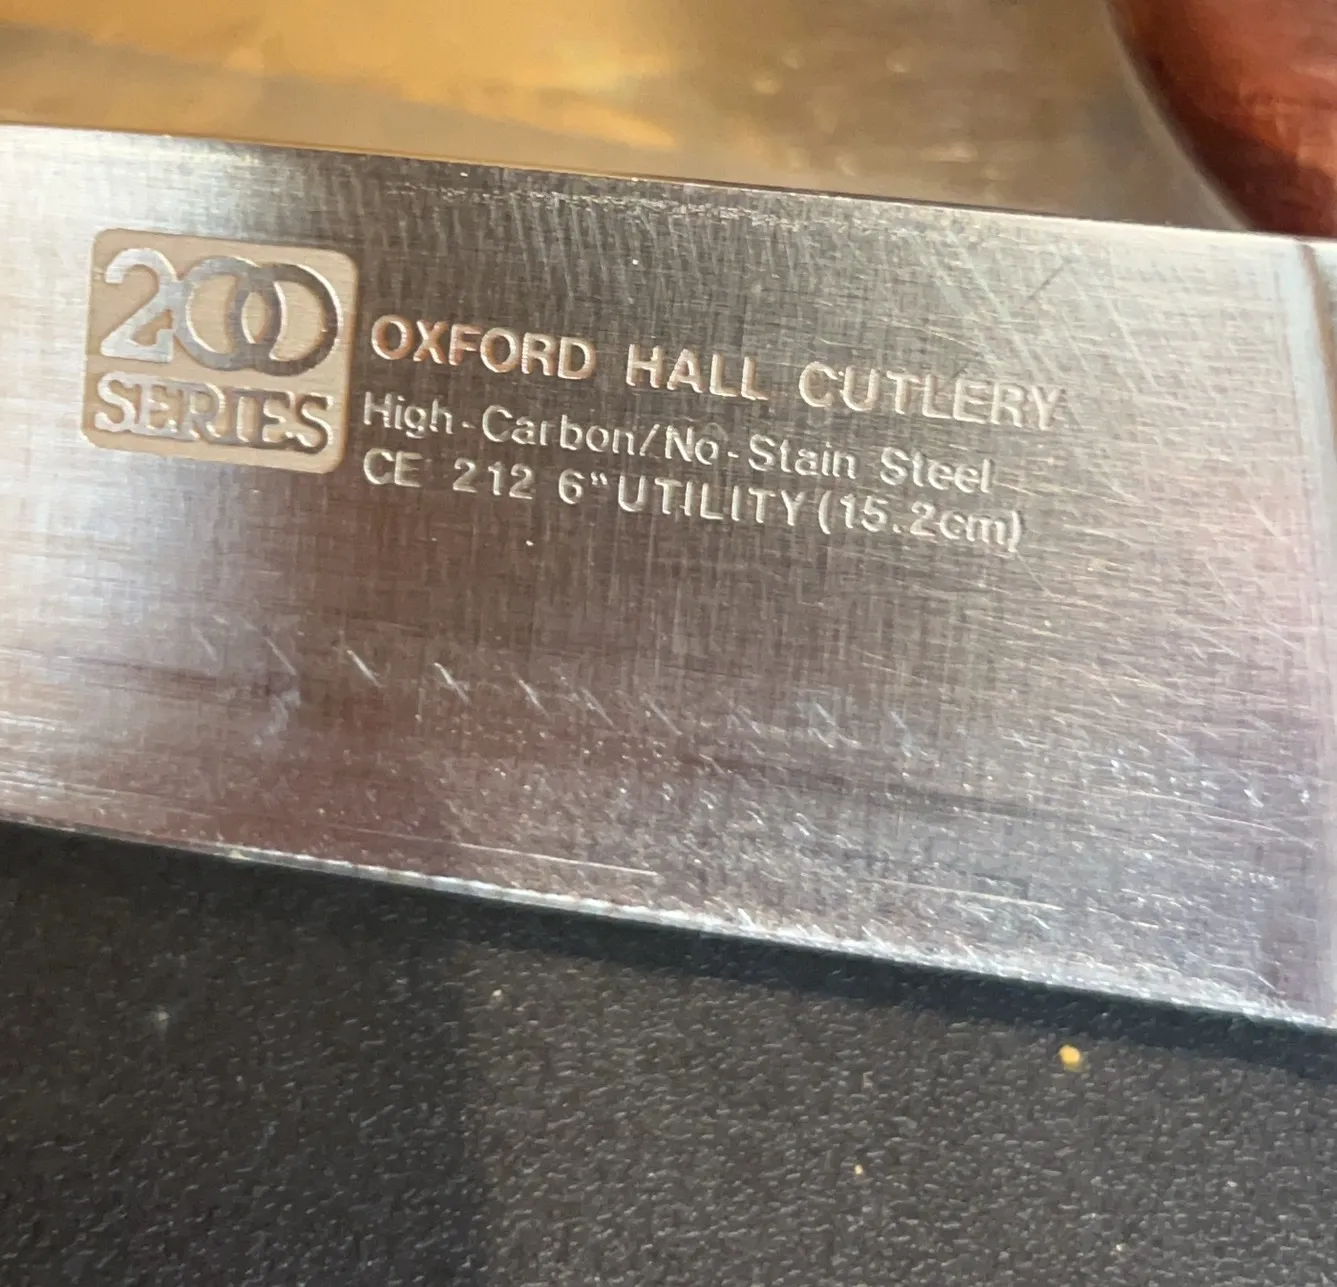 200
SERIES
OXFORD HALL CUTLERY
High-Carbon/No-Stain Steel
CE 212 6" UTILITY (15.2cm)